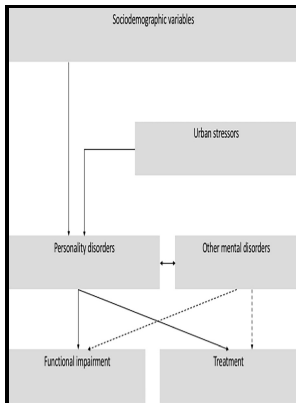 Sociodemographic variables
Urban stressors
Personality disorders
Other mental disorders
Functional impairment
Treatment